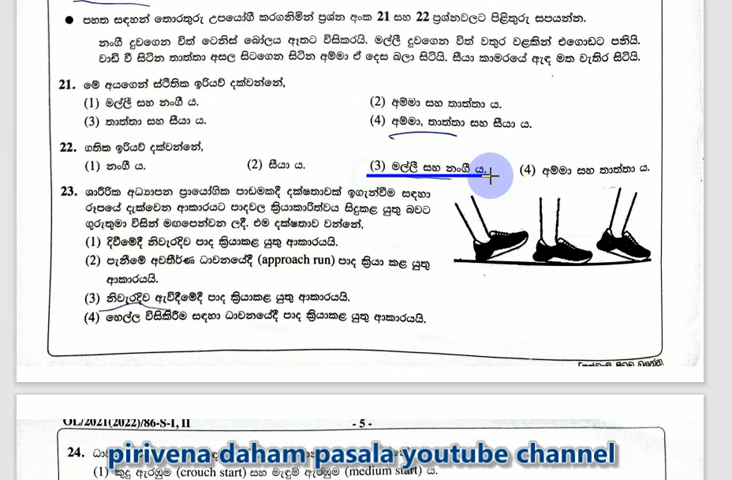 ● පහත සඳහන් තොරතුරු උපයෝගී කරගනිමින් ප්‍රශ්න අංක 21 සහ 22 ප්‍රශ්නවලට පිළිතුරු සපයන්න.
නංගී දුවගෙන විත් ටෙනිස් බෝලය ඈතට විසිකරයි. මල්ලී දුවගෙන විත් වතුර වළකින් එගොඩට පනියි.
වාඩි වී සිටින තාත්තා අසල සිටගෙන සිටින අම්මා ඒ දෙස බලා සිටියි. සීයා කාමරයේ ඇඳ මත වැතිර සිටියි.
21. මේ අයගෙන් ස්ථිතික ඉරියව් දක්වන්නේ,
(1) මල්ලී සහ නංගී ය. (2) අම්මා සහ තාත්තා ය.
(3) තාත්තා සහ සීයා ය. (4) අම්මා, තාත්තා සහ සීයා ය.
22. ගතික ඉරියව් දක්වන්නේ,
(1) නංගී ය. (2) සීයා ය. (3) මල්ලී සහ නංගී ය. (4) අම්මා සහ තාත්තා ය.
23. ශාරීරික අධ්‍යාපන ප්‍රායෝගික පාඩමකදී දක්ෂතාවක් ඉගැන්වීම සඳහා
රූපයේ දැක්වෙන ආකාරයට පාදවල ක්‍රියාකාරිත්වය සිදුකළ යුතු බවට
ගුරුතුමා විසින් මඟපෙන්වන ලදී. එම දක්ෂතාව වන්නේ,
(1) දිවීමේදී නිවැරදිව පාද ක්‍රියාකළ යුතු ආකාරයයි.
(2) පැනීමේ අවතීර්ණ ධාවනයේදී (approach run) පාද ක්‍රියා කළ යුතු
ආකාරයයි.
(3) නිවැරදිව ඇවිදීමේදී පාද ක්‍රියාකළ යුතු ආකාරයයි.
(4) හෙල්ල විසිකිරීම සඳහා ධාවනයේදී පාද ක්‍රියාකළ යුතු ආකාරයයි.
OL/2021(2022)/86-S-I, II - 5 -
24.
pirivena daham pasala youtube channel
(1) කුදු ඇරඹුම (crouch start) සහ මැදුම් ඇරඹුම (medium start) ය.